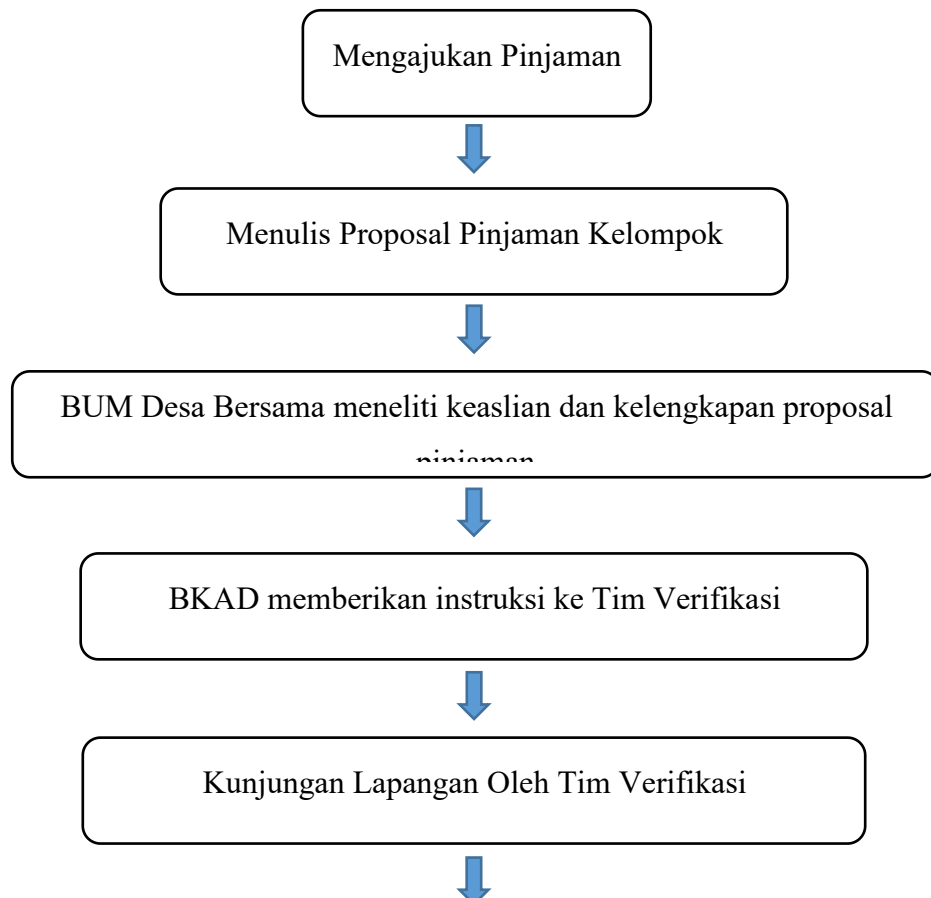 Mengajukan Pinjaman
Menulis Proposal Pinjaman Kelompok
BUM Desa Bersama meneliti keaslian dan kelengkapan proposal
pinjaman
BKAD memberikan instruksi ke Tim Verifikasi
Kunjungan Lapangan Oleh Tim Verifikasi